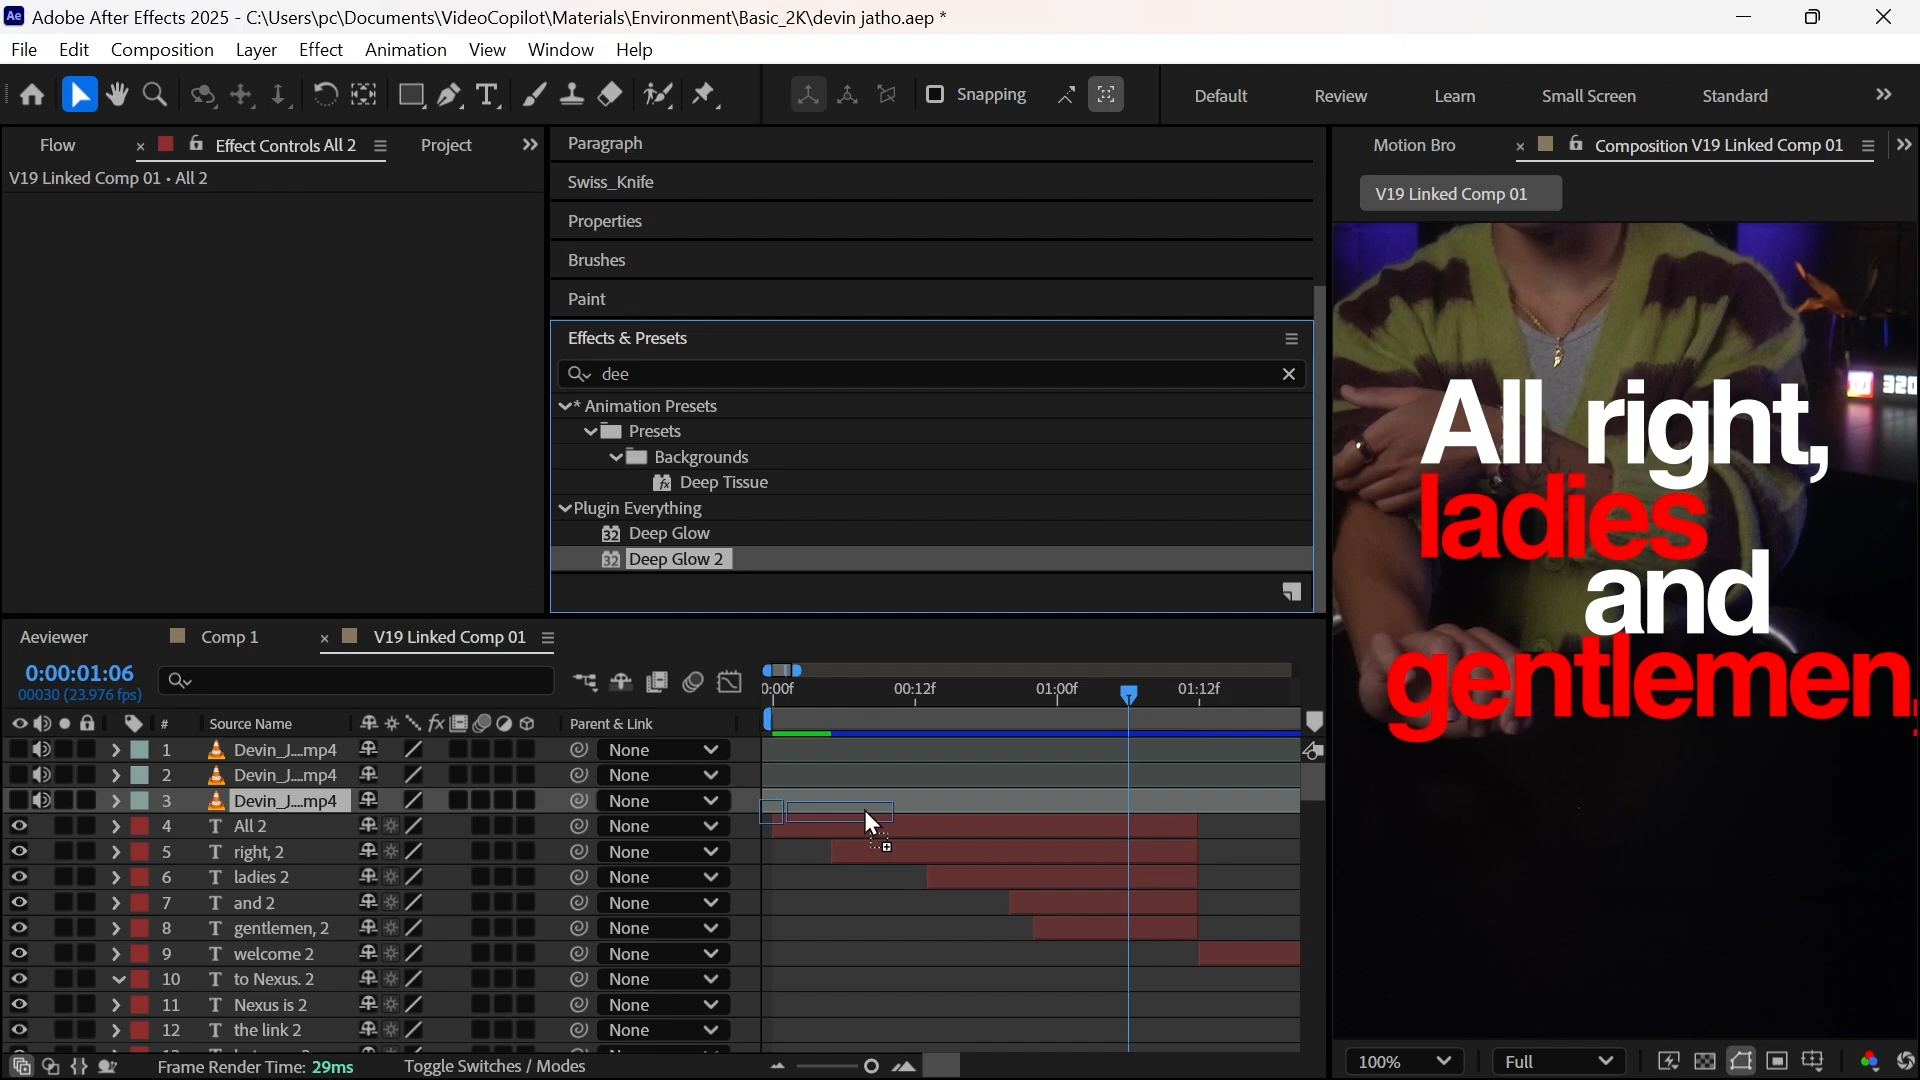 Ae Adobe After Effects 2025 - C:\Users\pc\Documents\VideoCopilot\Materials\Environment\Basic_2K\devin jatho.aep *
File Edit Composition Layer Effect Animation View Window Help
Snapping Default Review Learn Small Screen Standard
Flow × Effect Controls All 2 Project
V19 Linked Comp 01 • All 2
Paragraph
Swiss_Knife
Properties
Brushes
Paint
Effects & Presets
dee
* Animation Presets
Presets
Backgrounds
Deep Tissue
Plugin Everything
32 Deep Glow
32 Deep Glow 2
Motion Bro × Composition V19 Linked Comp 01
V19 Linked Comp 01
320
All right,
ladies
and
gentlemen,
100% Full
Aeviewer Comp 1 × V19 Linked Comp 01
0:00:01:06
00030 (23.976 fps)
0:00f 00:12f 01:00f 01:12f
# Source Name Parent & Link
1 Devin_J....mp4 None
2 Devin_J....mp4 None
3 Devin_J....mp4 None
4 T All 2 None
5 T right, 2 None
6 T ladies 2 None
7 T and 2 None
8 T gentlemen, 2 None
9 T welcome 2 None
10 T to Nexus. 2 None
11 T Nexus is 2 None
12 T the link 2 None
Frame Render Time: 29ms Toggle Switches / Modes